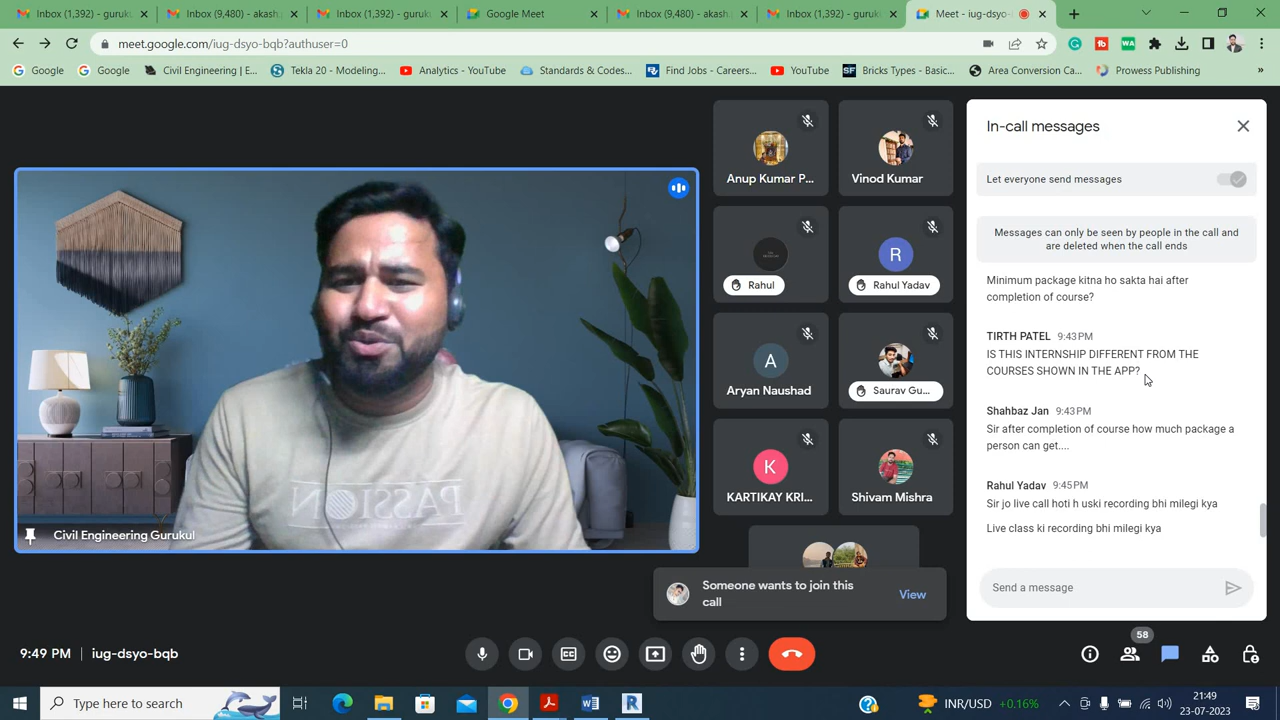 Inbox (1,392) - guruku
Inbox (9,480) - akash.
Inbox (1,392) - guruku
Google Meet
Inbox (9,480) - akash.
Inbox (1,392) - guruku
Meet - iug-dsyo-
meet.google.com/iug-dsyo-bqb?authuser=0
Google
Google
Civil Engineering | E...
Tekla 20 - Modeling...
Analytics - YouTube
Standards & Codes...
Find Jobs - Careers...
YouTube
SF
Bricks Types - Basic...
Area Conversion Ca...
Prowess Publishing
»
PASSION
Civil Engineering Gurukul
Anup Kumar P...
Vinod Kumar
Rahul
R
Rahul Yadav
A
Aryan Naushad
Saurav Gu...
K
KARTIKAY KRI...
Shivam Mishra
Someone wants to join this
call
View
In-call messages
Let everyone send messages
Messages can only be seen by people in the call and
are deleted when the call ends
Minimum package kitna ho sakta hai after
completion of course?
TIRTH PATEL 9:43PM
IS THIS INTERNSHIP DIFFERENT FROM THE
COURSES SHOWN IN THE APP?
Shahbaz Jan 9:43PM
Sir after completion of course how much package a
person can get....
Rahul Yadav 9:45PM
Sir jo live call hoti h uski recording bhi milegi kya
Live class ki recording bhi milegi kya
Send a message
9:49 PM iug-dsyo-bqb
58
Type here to search
INR/USD +0.16%
21:49
23-07-2023